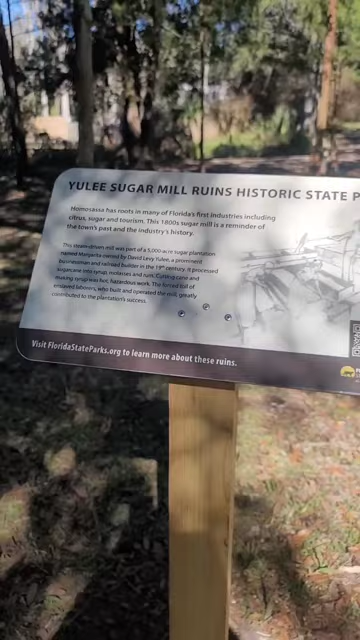 YULEE SUGAR MILL RUINS HISTORIC STATE P
Homosassa has roots in many of Florida's first industries including
citrus, sugar and tourism. This 1800s sugar mill is a reminder of
the town's past and the industry's history.
This steam-driven mill was part of a 5,000-acre sugar plantation
named Margarita owned by David Levy Yulee, a prominent
businessman and railroad builder in the 19th century. It processed
sugarcane into syrup, molasses and rum. Cutting cane and
making syrup was hot, hazardous work. The forced toil of
enslaved laborers, who built and operated the mill, greatly
contributed to the plantation's success.
Visit FloridaStateParks.org to learn more about these ruins.